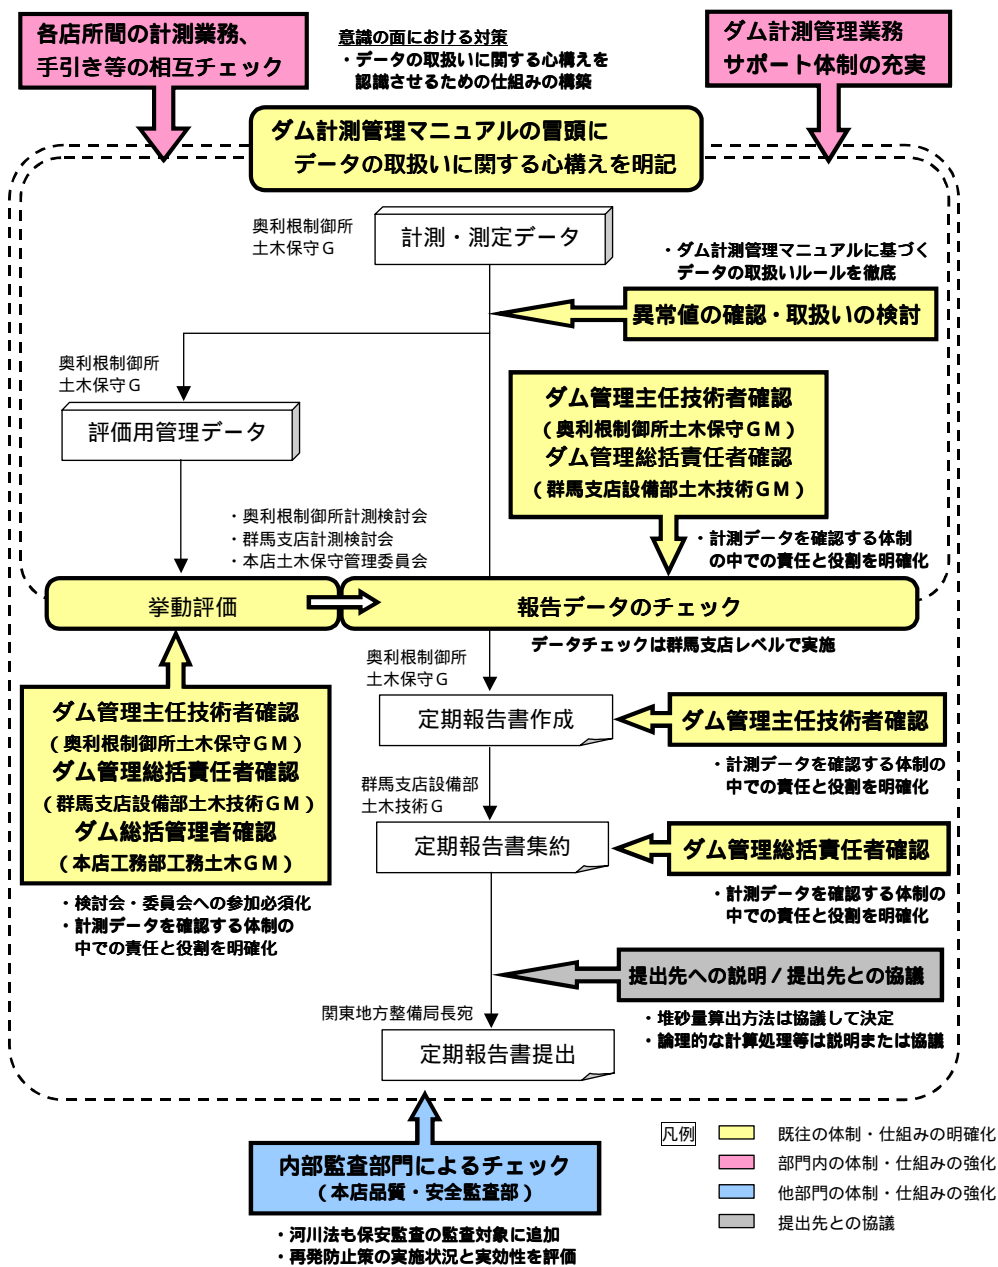 各店所間の計測業務、
手引き等の相互チェック
意識の面における対策
・データの取扱いに関する心構えを
認識させるための仕組みの構築
ダム計測管理業務
サポート体制の充実
ダム計測管理マニュアルの冒頭に
データの取扱いに関する心構えを明記
奥利根制御所
土木保守Ｇ
計測・測定データ
・ダム計測管理マニュアルに基づく
データの取扱いルールを徹底
異常値の確認・取扱いの検討
奥利根制御所
土木保守Ｇ
評価用管理データ
ダム管理主任技術者確認
（奥利根制御所土木保守ＧＭ）
ダム管理総括責任者確認
（群馬支店設備部土木技術ＧＭ）
・奥利根制御所計測検討会
・群馬支店計測検討会
・本店土木保守管理委員会
・計測データを確認する体制
の中での責任と役割を明確化
挙動評価
報告データのチェック
データチェックは群馬支店レベルで実施
奥利根制御所
土木保守Ｇ
定期報告書作成
ダム管理主任技術者確認
・計測データを確認する体制の
中での責任と役割を明確化
ダム管理主任技術者確認
（奥利根制御所土木保守ＧＭ）
ダム管理総括責任者確認
（群馬支店設備部土木技術ＧＭ）
ダム総括管理者確認
（本店工務部工務土木ＧＭ）
・検討会・委員会への参加必須化
・計測データを確認する体制の
中での責任と役割を明確化
群馬支店設備部
土木技術Ｇ
定期報告書集約
ダム管理総括責任者確認
・計測データを確認する体制の
中での責任と役割を明確化
提出先への説明／提出先との協議
・堆砂量算出方法は協議して決定
・論理的な計算処理等は説明または協議
関東地方整備局長宛
定期報告書提出
内部監査部門によるチェック
（本店品質・安全監査部）
・河川法も保安監査の監査対象に追加
・再発防止策の実施状況と実効性を評価
凡例
既往の体制・仕組みの明確化
部門内の体制・仕組みの強化
他部門の体制・仕組みの強化
提出先との協議